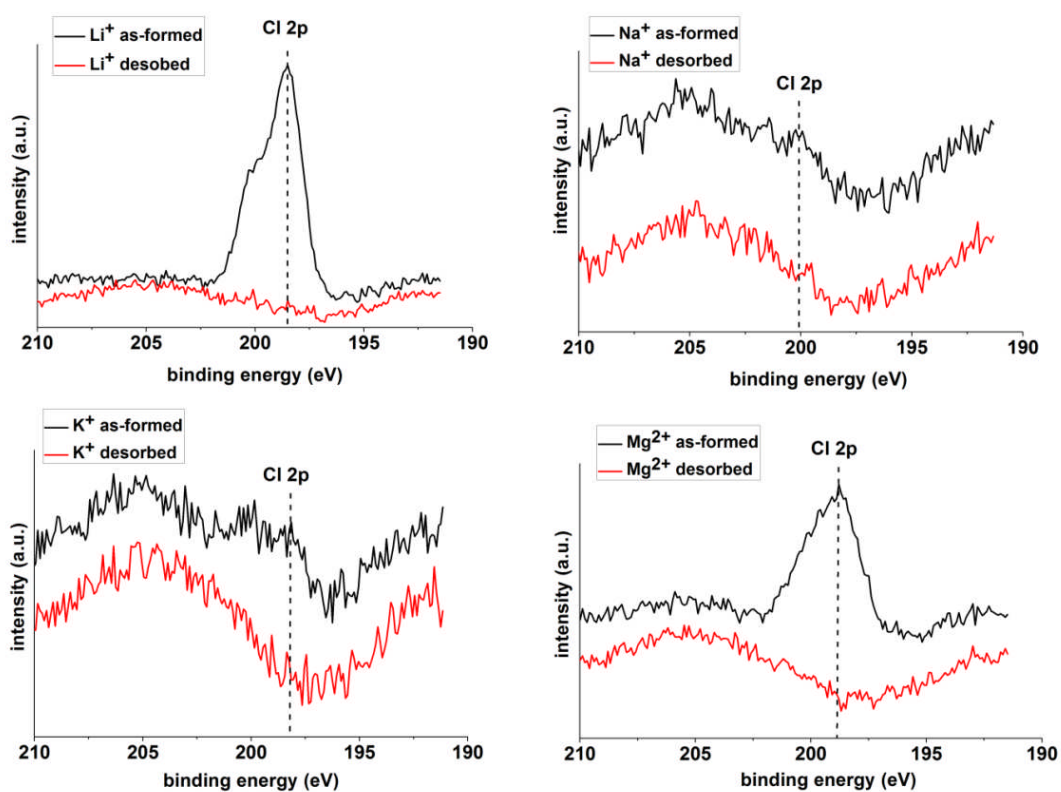 Li+ as-formed
Li+ desobed
Cl 2p
intensity (a.u.)
210 205 200 195 190
binding energy (eV)
Na+ as-formed
Na+ desorbed
Cl 2p
intensity (a.u.)
210 205 200 195 190
binding energy (eV)
K+ as-formed
K+ desorbed
Cl 2p
intensity (a.u.)
210 205 200 195 190
binding energy (eV)
Mg2+ as-formed
Mg2+ desorbed
Cl 2p
intensity (a.u.)
210 205 200 195 190
binding energy (eV)